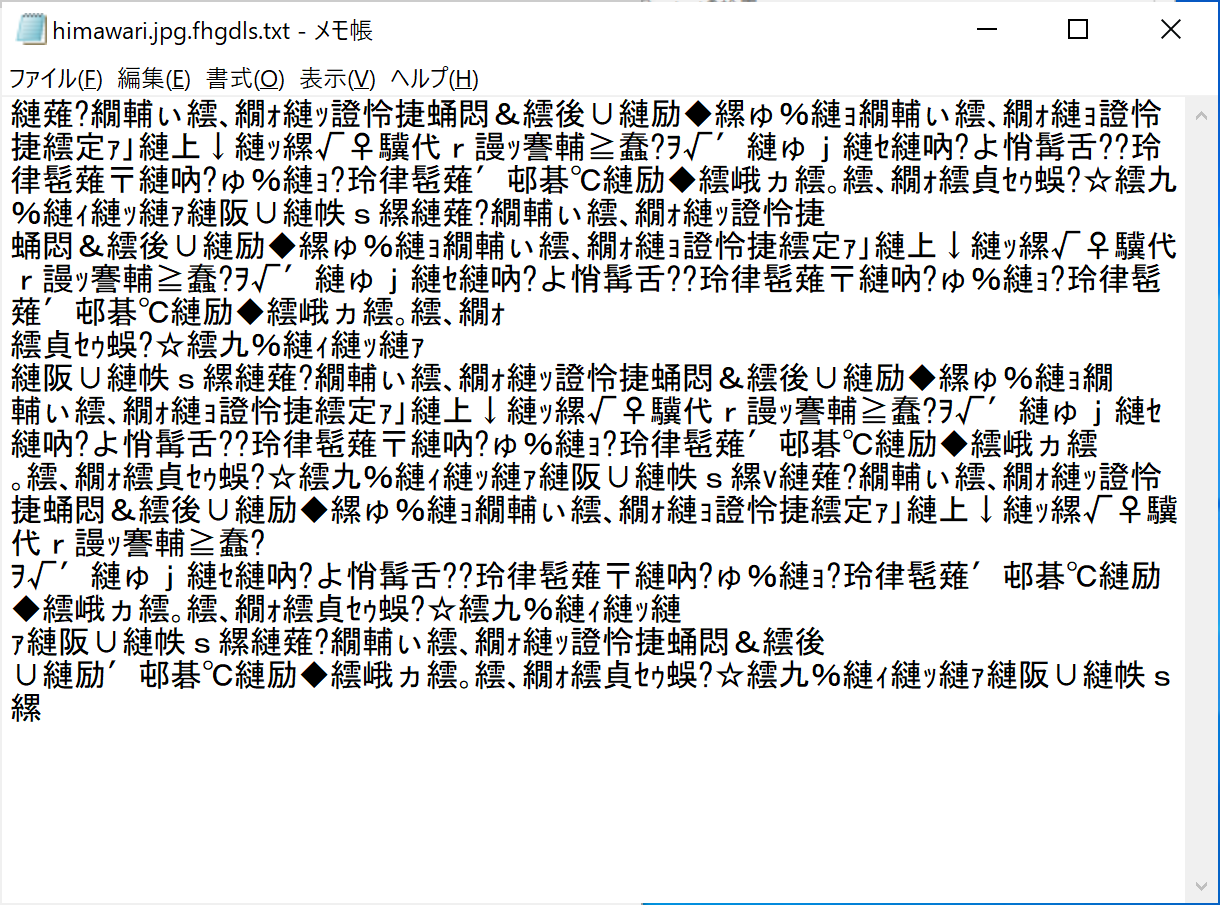 himawari.jpg.fhgdls.txt - メモ帳
ファイル(F) 編集(E) 書式(O) 表示(V) ヘルプ(H)
縺薙?繝輔ぃ繧、繝ォ縺ッ證怜捷蛹悶&繧後∪縺励◆縲ゅ%縺ョ繝輔ぃ繧、繝ォ縺ョ證怜
捷繧定ァ」縺上↓縺ッ縲√♀驥代ｒ謾ッ謇輔≧蠢?ヲ√′縺ゅｊ縺セ縺吶?よ悄髯舌??玲
律髢薙〒縺吶?ゅ%縺ョ?玲律髢薙′邨碁℃縺励◆繧峨ヵ繧。繧、繝ォ繧貞セゥ蜈?☆繧九
%縺ィ縺ッ縺ァ縺阪∪縺帙ｓ縲縺薙?繝輔ぃ繧、繝ォ縺ッ證怜捷
蛹悶&繧後∪縺励◆縲ゅ%縺ョ繝輔ぃ繧、繝ォ縺ョ證怜捷繧定ァ」縺上↓縺ッ縲√♀驥代
ｒ謾ッ謇輔≧蠢?ヲ√′縺ゅｊ縺セ縺吶?よ悄髯舌??玲律髢薙〒縺吶?ゅ%縺ョ?玲律髢
薙′邨碁℃縺励◆繧峨ヵ繧。繧、繝ォ
繧貞セゥ蜈?☆繧九%縺ィ縺ッ縺ァ
縺阪∪縺帙ｓ縲縺薙?繝輔ぃ繧、繝ォ縺ッ證怜捷蛹悶&繧後∪縺励◆縲ゅ%縺ョ繝
輔ぃ繧、繝ォ縺ョ證怜捷繧定ァ」縺上↓縺ッ縲√♀驥代ｒ謾ッ謇輔≧蠢?ヲ√′縺ゅｊ縺セ
縺吶?よ悄髯舌??玲律髢薙〒縺吶?ゅ%縺ョ?玲律髢薙′邨碁℃縺励◆繧峨ヵ繧
。繧、繝ォ繧貞セゥ蜈?☆繧九%縺ィ縺ッ縺ァ縺阪∪縺帙ｓ縲v縺薙?繝輔ぃ繧、繝ォ縺ッ證怜
捷蛹悶&繧後∪縺励◆縲ゅ%縺ョ繝輔ぃ繧、繝ォ縺ョ證怜捷繧定ァ」縺上↓縺ッ縲√♀驥
代ｒ謾ッ謇輔≧蠢?
ヲ√′縺ゅｊ縺セ縺吶?よ悄髯舌??玲律髢薙〒縺吶?ゅ%縺ョ?玲律髢薙′邨碁℃縺励
◆繧峨ヵ繧。繧、繝ォ繧貞セゥ蜈?☆繧九%縺ィ縺ッ縺
ァ縺阪∪縺帙ｓ縲縺薙?繝輔ぃ繧、繝ォ縺ッ證怜捷蛹悶&繧後
∪縺励′邨碁℃縺励◆繧峨ヵ繧。繧、繝ォ繧貞セゥ蜈?☆繧九%縺ィ縺ッ縺ァ縺阪∪縺帙ｓ
縲